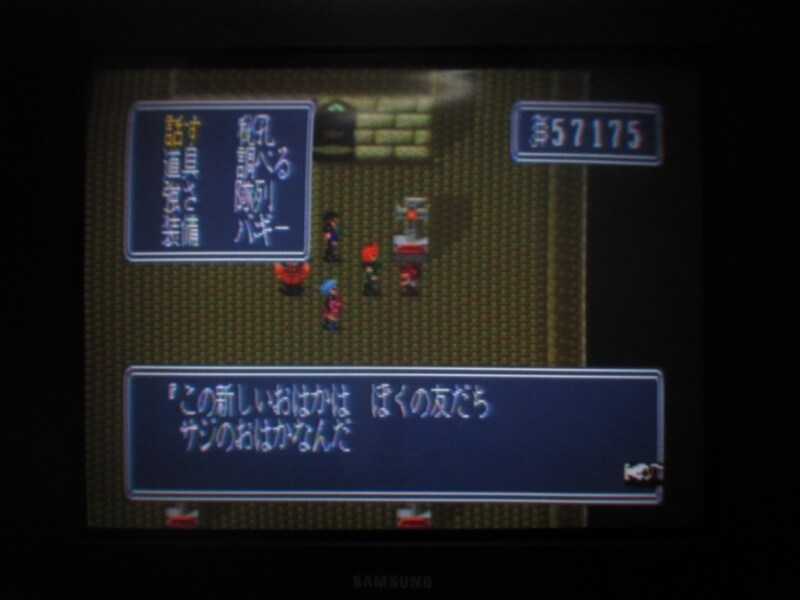 話す 秘孔
道具 調べる
強さ 隊列
装備 バギー
57175
『この新しいおはかは ぼくの友だち
サジのおはかなんだ
SAMSUNG